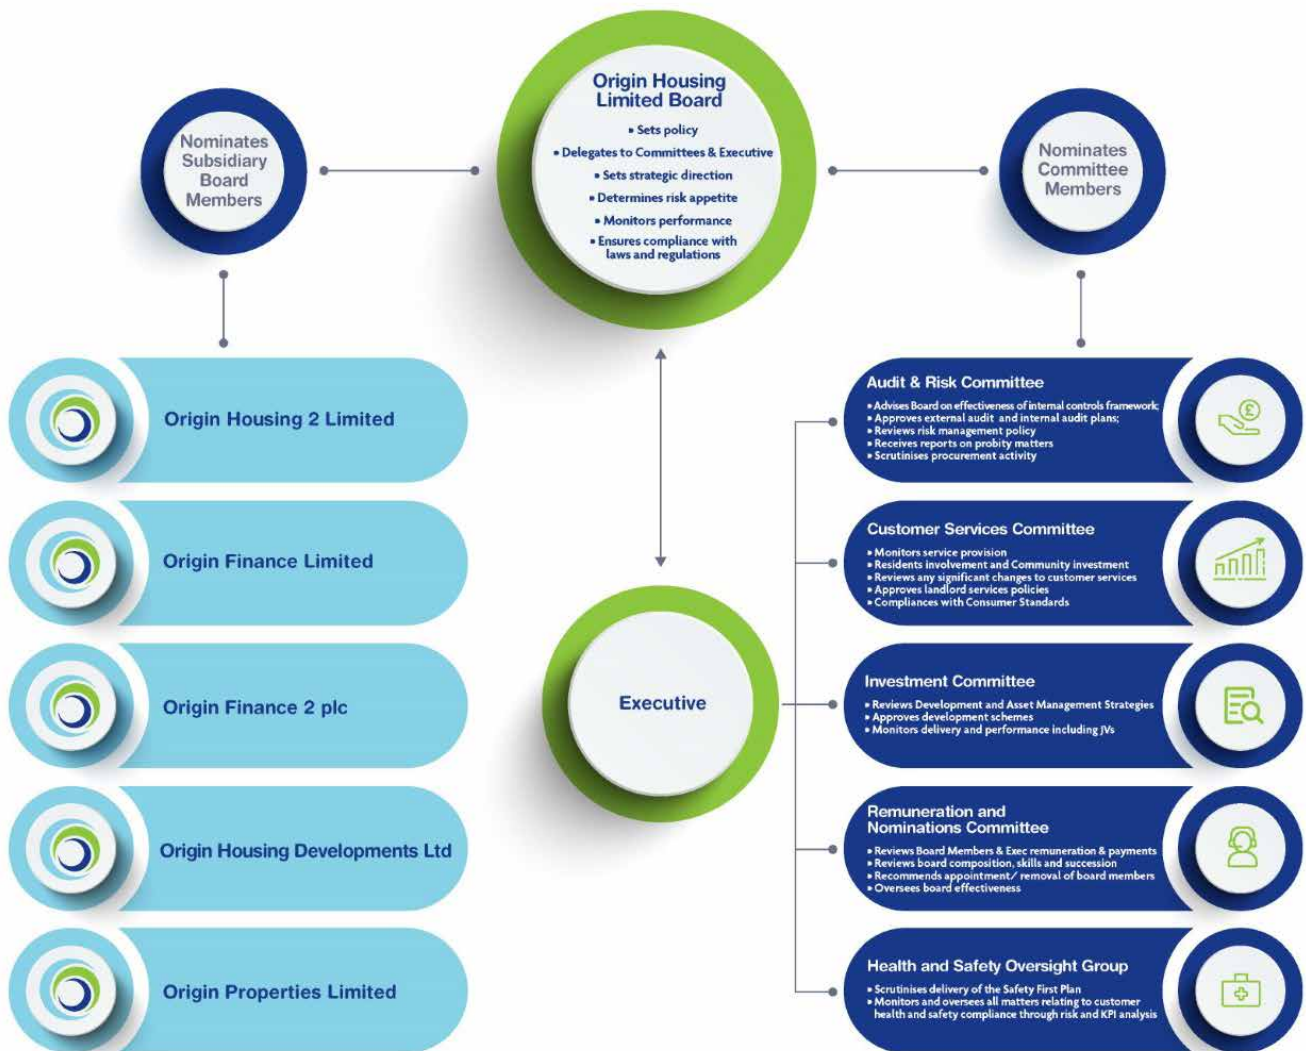 Origin Housing
Limited Board
• Sets policy
• Delegates to Committees & Executive
• Sets strategic direction
• Determines risk appetite
• Monitors performance
• Ensures compliance with
laws and regulations
Nominates
Subsidiary
Board
Members
Nominates
Committee
Members
Origin Housing 2 Limited
Origin Finance Limited
Origin Finance 2 plc
Origin Housing Developments Ltd
Origin Properties Limited
Executive
Audit & Risk Committee
• Advises Board on effectiveness of internal controls framework;
• Approves external audit and internal audit plans;
• Reviews risk management policy
• Receives reports on probity matters
• Scrutinises procurement activity
£
Customer Services Committee
• Monitors service provision
• Residents involvement and Community investment
• Reviews any significant changes to customer services
• Approves landlord services policies
• Compliances with Consumer Standards
Investment Committee
• Reviews Development and Asset Management Strategies
• Approves development schemes
• Monitors delivery and performance including JVs
Remuneration and
Nominations Committee
• Reviews Board Members & Exec remuneration & payments
• Reviews board composition, skills and succession
• Recommends appointment/ removal of board members
• Oversees board effectiveness
Health and Safety Oversight Group
• Scrutinises delivery of the Safety First Plan
• Monitors and oversees all matters relating to customer
health and safety compliance through risk and KPI analysis